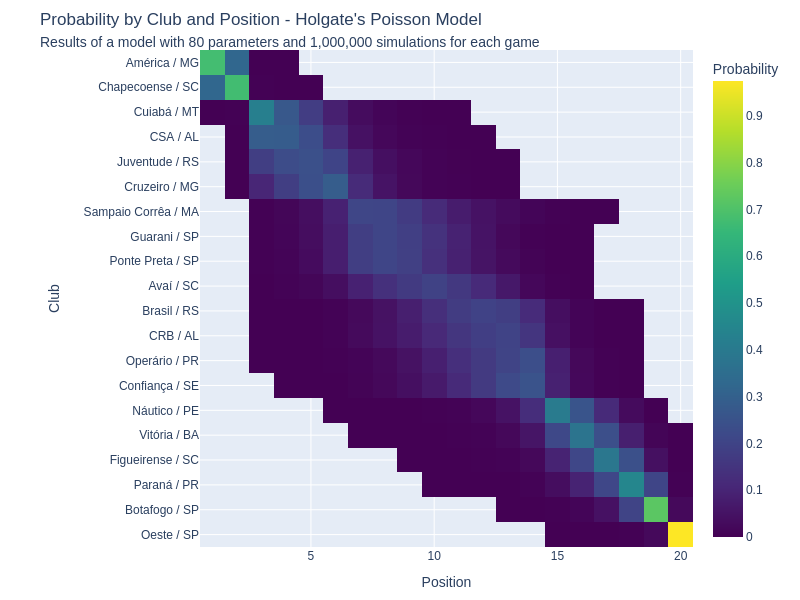 Probability by Club and Position - Holgate's Poisson Model
Results of a model with 80 parameters and 1,000,000 simulations for each game
Probability
América / MG
Chapecoense / SC
Cuiabá / MT
CSA / AL
Juventude / RS
Cruzeiro / MG
Sampaio Corrêa / MA
Guarani / SP
Ponte Preta / SP
Avaí / SC
Brasil / RS
CRB / AL
Operário / PR
Confiança / SE
Náutico / PE
Vitória / BA
Figueirense / SC
Paraná / PR
Botafogo / SP
Oeste / SP
Club
5
10
15
20
Position
0.9
0.8
0.7
0.6
0.5
0.4
0.3
0.2
0.1
0